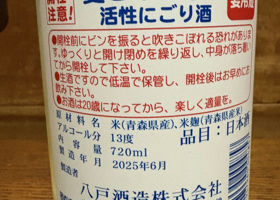 開栓
注意!
要冷蔵
活性にごり酒
●開栓前にビンを振ると吹きこぼれる恐れがありま
す。ゆっくりと開け閉めを繰り返し、中身が落ち着い
てから開栓して下さい。
●生酒ですので低温で保管し、開栓後はお早めにお
飲み下さい。
●お酒は20歳になってから、楽しく適量を。
原材料名 米(青森県産)、米麹(青森県産米)
アルコール分 13度 品目:日本酒
内容量 720ml
製造年月 2025年6月
八戸酒造株式会社